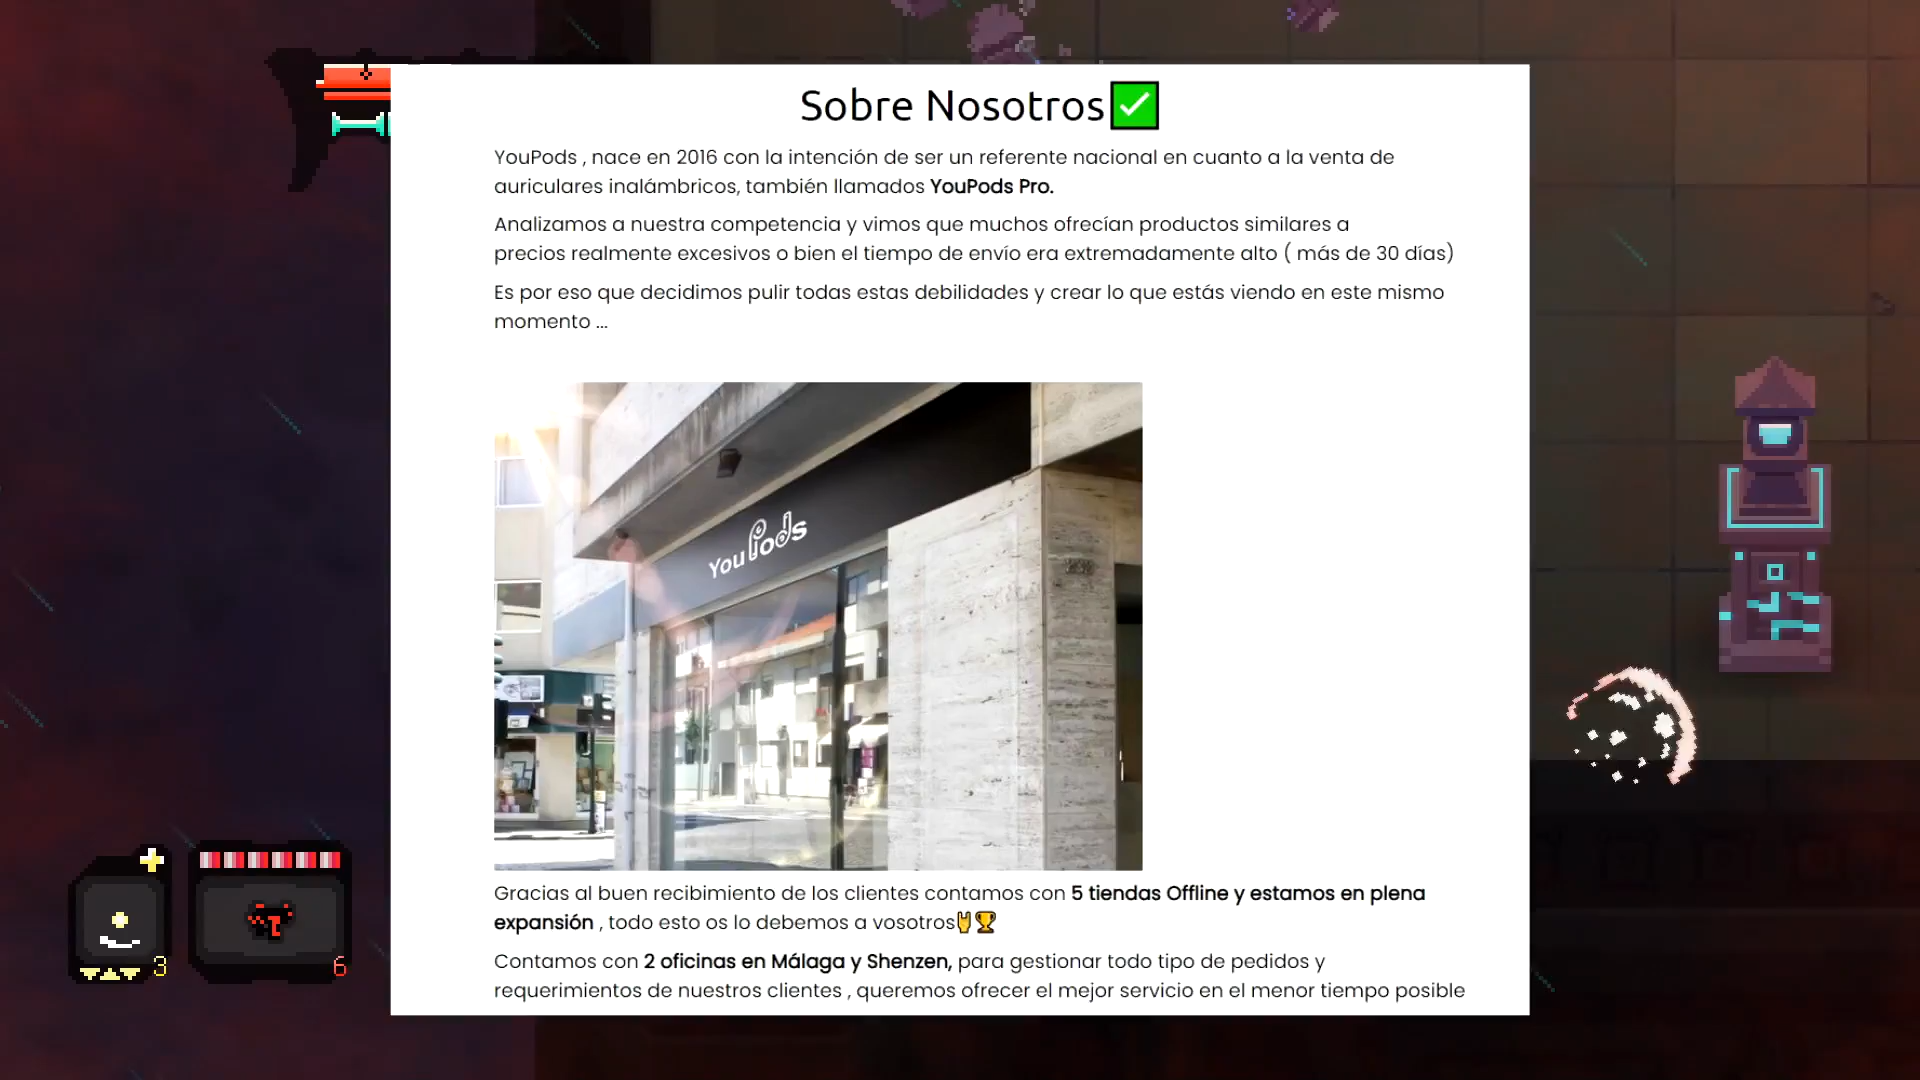 Sobre Nosotros✅
YouPods , nace en 2016 con la intención de ser un referente nacional en cuanto a la venta de
auriculares inalámbricos, también llamados YouPods Pro.
Analizamos a nuestra competencia y vimos que muchos ofrecían productos similares a
precios realmente excesivos o bien el tiempo de envío era extremadamente alto ( más de 30 días)
Es por eso que decidimos pulir todas estas debilidades y crear lo que estás viendo en este mismo
momento ...
YouPods
Gracias al buen recibimiento de los clientes contamos con 5 tiendas Offline y estamos en plena
expansión , todo esto os lo debemos a vosotros🤘🏆
Contamos con 2 oficinas en Málaga y Shenzen, para gestionar todo tipo de pedidos y
requerimientos de nuestros clientes , queremos ofrecer el mejor servicio en el menor tiempo posible
3
6